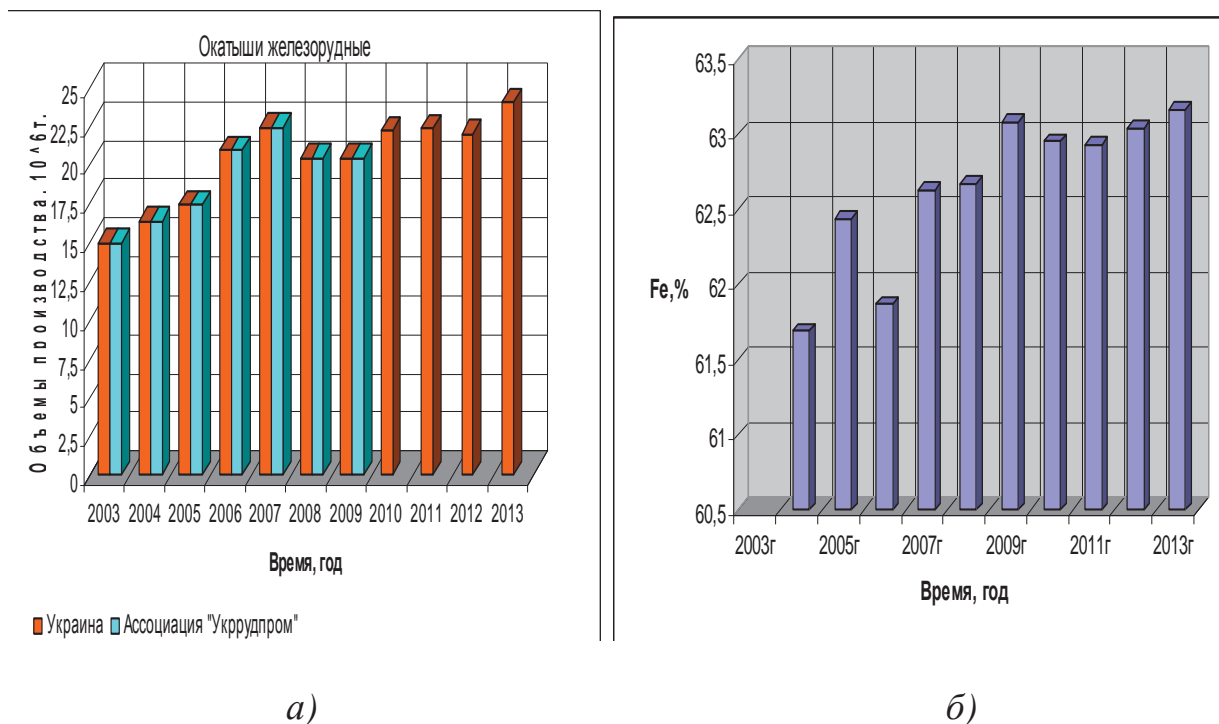 Окатыши железорудные
Объемы производства. 10^6т.
25
22,5
20
17,5
15
12,5
10
7,5
5
2,5
0
2003 2004 2005 2006 2007 2008 2009 2010 2011 2012 2013
Время, год
Украина Ассоциация "Укррудпром"
а)
63,5
63
62,5
62
61,5
61
60,5
Fe,%
2003г 2005г 2007г 2009г 2011г 2013г
Время, год
б)